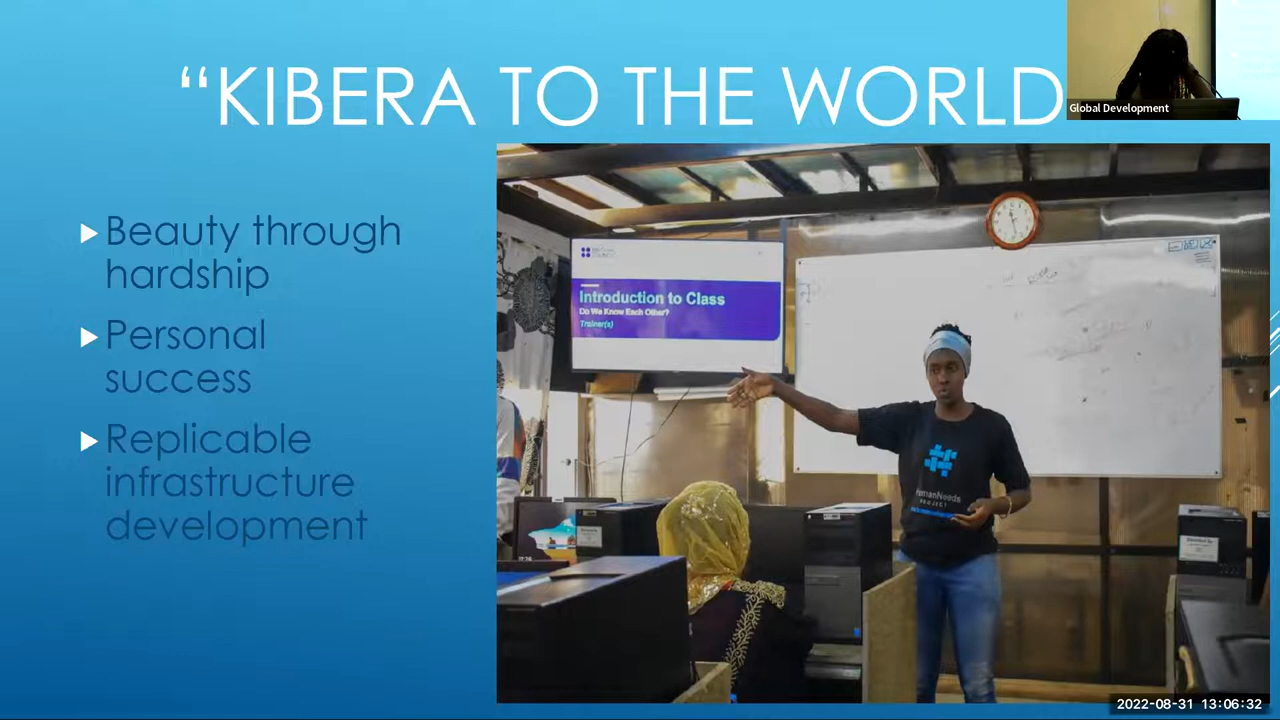 “KIBERA TO THE WORLD
Global Development
Beauty through
hardship
Personal
success
Replicable
infrastructure
development
Introduction to Class
Do We Know Each Other?
Trainer(s)
PROJECT
2022-08-31 13:06:32